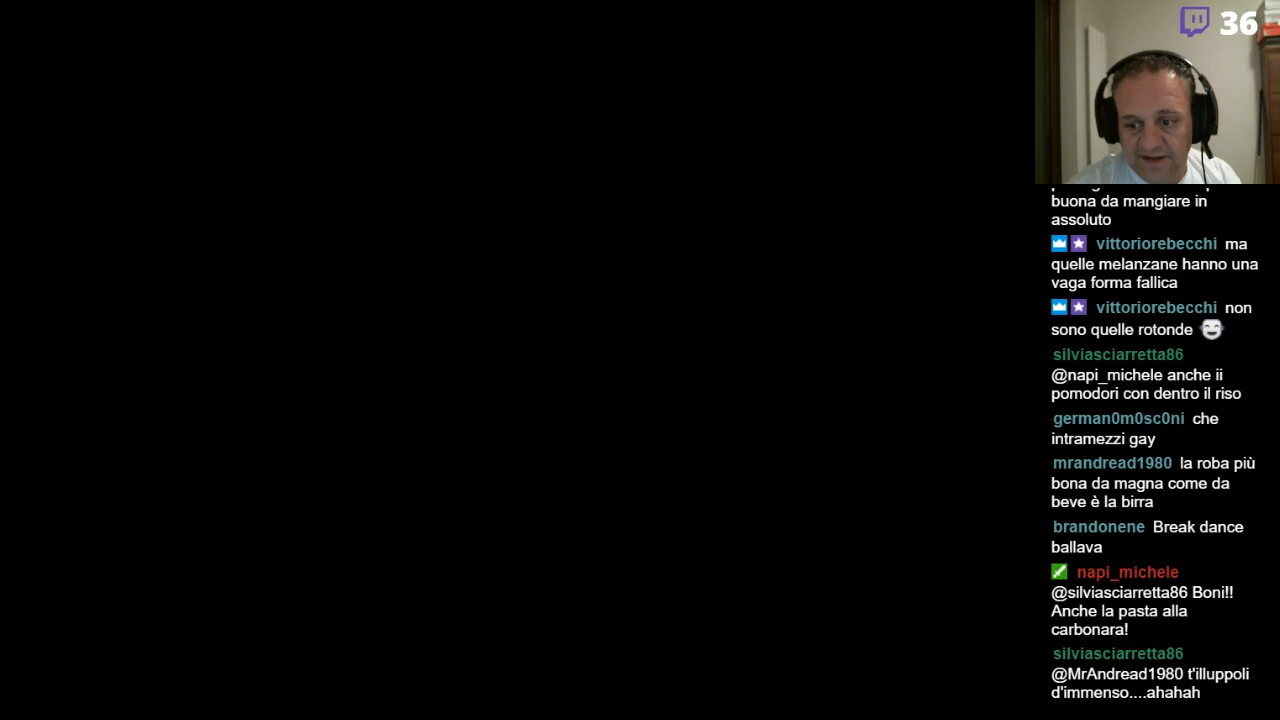 36
buona da mangiare in
assoluto
vittoriorebecchi ma
quelle melanzane hanno una
vaga forma fallica
vittoriorebecchi non
sono quelle rotonde
silviasciarretta86
@napi_michele anche ii
pomodori con dentro il riso
german0m0sc0ni che
intramezzi gay
mrandread1980 la roba più
bona da magna come da
beve è la birra
brandonene Break dance
ballava
napi_michele
@silviasciarretta86 Boni!!
Anche la pasta alla
carbonara!
silviasciarretta86
@MrAndread1980 t'illuppoli
d'immenso....ahahah